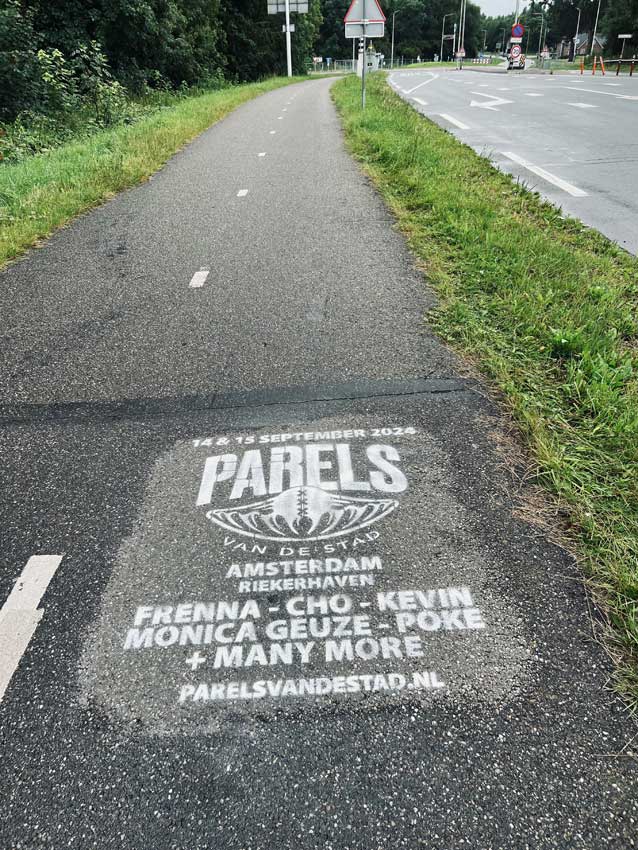 14 & 15 SEPTEMBER 2024
PARELS
VAN DE STAD
AMSTERDAM
RIEKERHAVEN
FRENNA - CHO - KEVIN
MONICA GEUZE - POKE
+ MANY MORE
PARELSVANDESTAD.NL